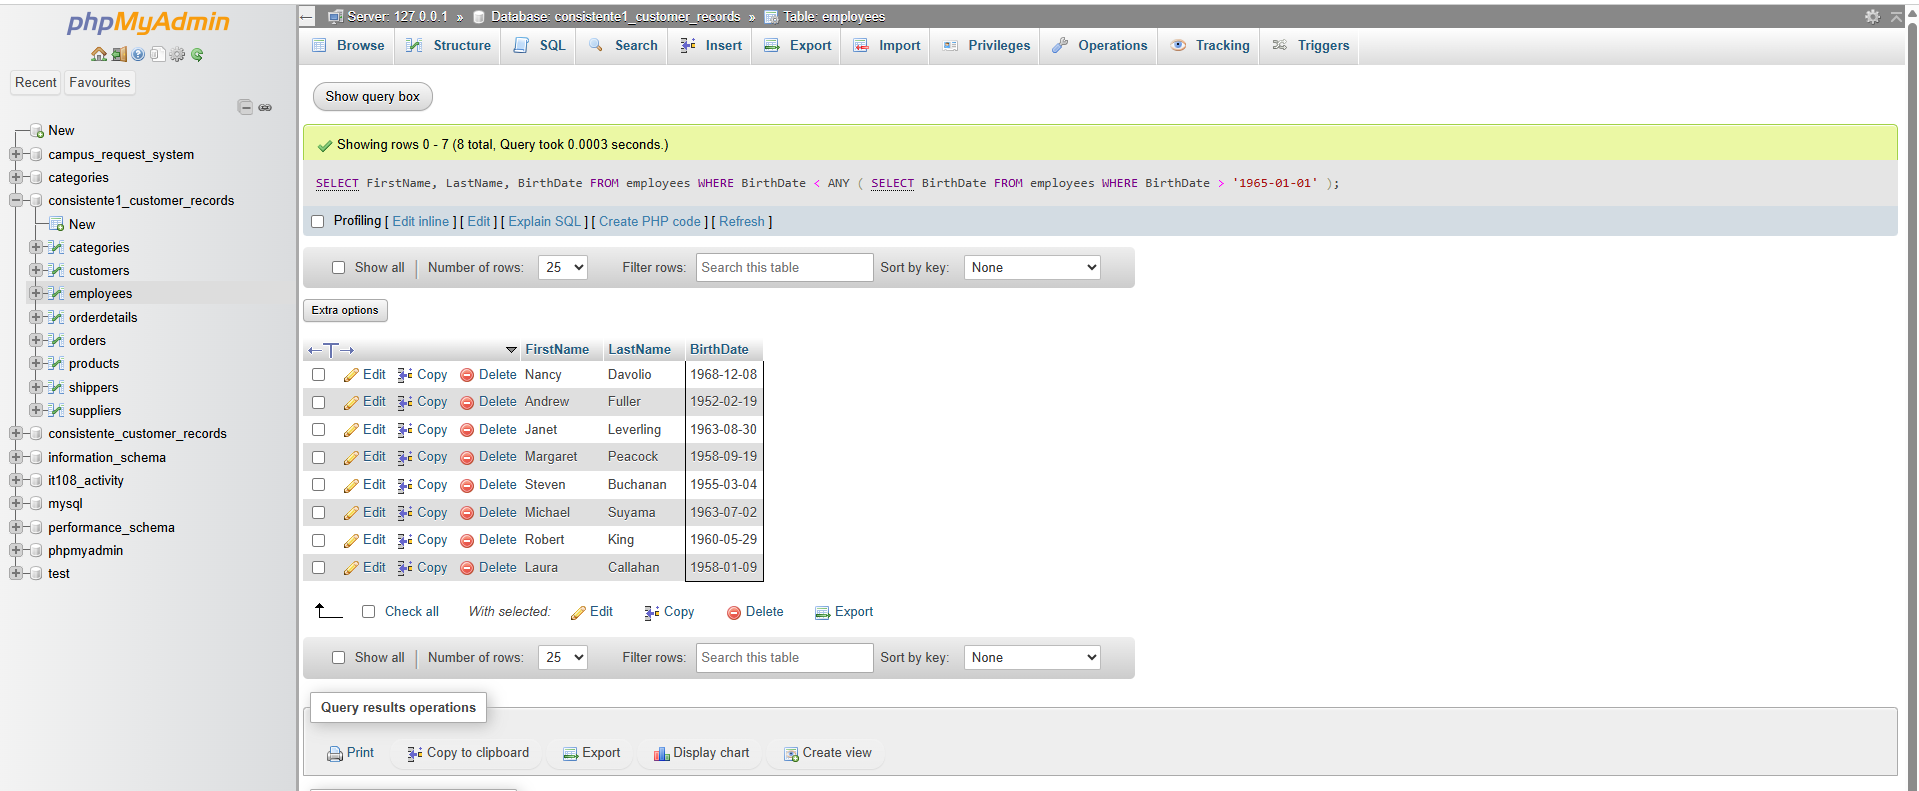 phpMyAdmin
Recent Favourites
New
campus_request_system
categories
consistente1_customer_records
New
categories
customers
employees
orderdetails
orders
products
shippers
suppliers
consistente_customer_records
information_schema
it108_activity
mysql
performance_schema
phpmyadmin
test
Server: 127.0.0.1 » Database: consistente1_customer_records » Table: employees
Browse Structure SQL Search Insert Export Import Privileges Operations Tracking Triggers
Show query box
Showing rows 0 - 7 (8 total, Query took 0.0003 seconds.)
SELECT FirstName, LastName, BirthDate FROM employees WHERE BirthDate < ANY ( SELECT BirthDate FROM employees WHERE BirthDate > '1965-01-01' );
Profiling [ Edit inline ] [ Edit ] [ Explain SQL ] [ Create PHP code ] [ Refresh ]
Show all Number of rows: 25 Filter rows: Search this table Sort by key: None
Extra options
FirstName LastName BirthDate
Edit Copy Delete Nancy Davolio 1968-12-08
Edit Copy Delete Andrew Fuller 1952-02-19
Edit Copy Delete Janet Leverling 1963-08-30
Edit Copy Delete Margaret Peacock 1958-09-19
Edit Copy Delete Steven Buchanan 1955-03-04
Edit Copy Delete Michael Suyama 1963-07-02
Edit Copy Delete Robert King 1960-05-29
Edit Copy Delete Laura Callahan 1958-01-09
Check all With selected: Edit Copy Delete Export
Show all Number of rows: 25 Filter rows: Search this table Sort by key: None
Query results operations
Print Copy to clipboard Export Display chart Create view